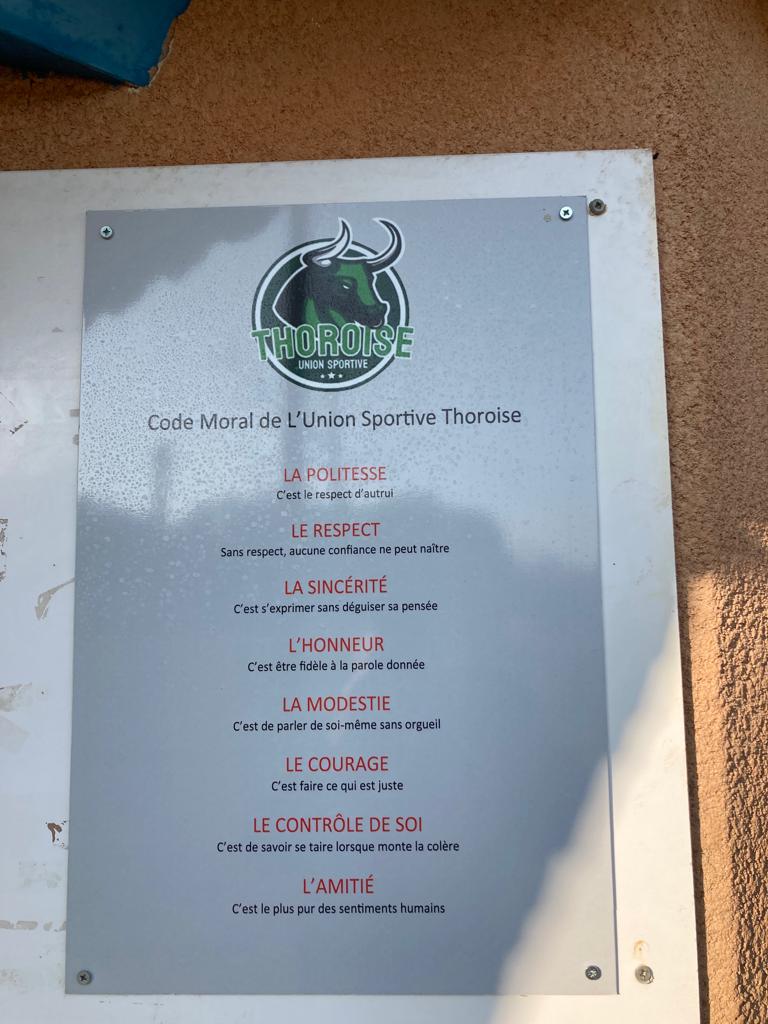 THOROISE
UNION SPORTIVE
Code Moral de L'Union Sportive Thoroise
LA POLITESSE
C'est le respect d'autrui
LE RESPECT
Sans respect, aucune confiance ne peut naître
LA SINCÉRITÉ
C'est s'exprimer sans déguiser sa pensée
L'HONNEUR
C'est être fidèle à la parole donnée
LA MODESTIE
C'est de parler de soi-même sans orgueil
LE COURAGE
C'est faire ce qui est juste
LE CONTRÔLE DE SOI
C'est de savoir se taire lorsque monte la colère
L'AMITIÉ
C'est le plus pur des sentiments humains